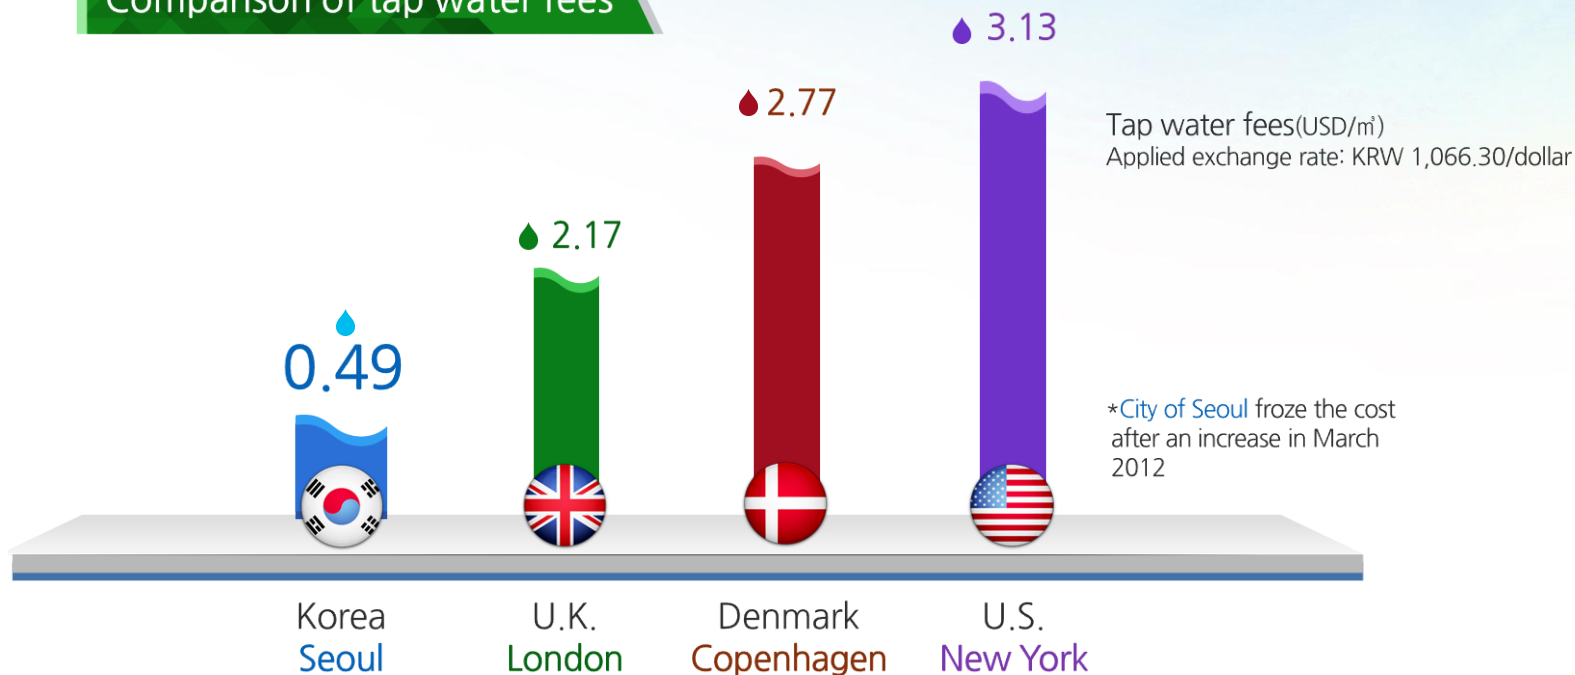 Comparison of tap water fees
3.13
2.77
Tap water fees(USD/㎥)
Applied exchange rate: KRW 1,066.30/dollar
2.17
0.49
*City of Seoul froze the cost
after an increase in March
2012
Korea
Seoul
U.K.
London
Denmark
Copenhagen
U.S.
New York